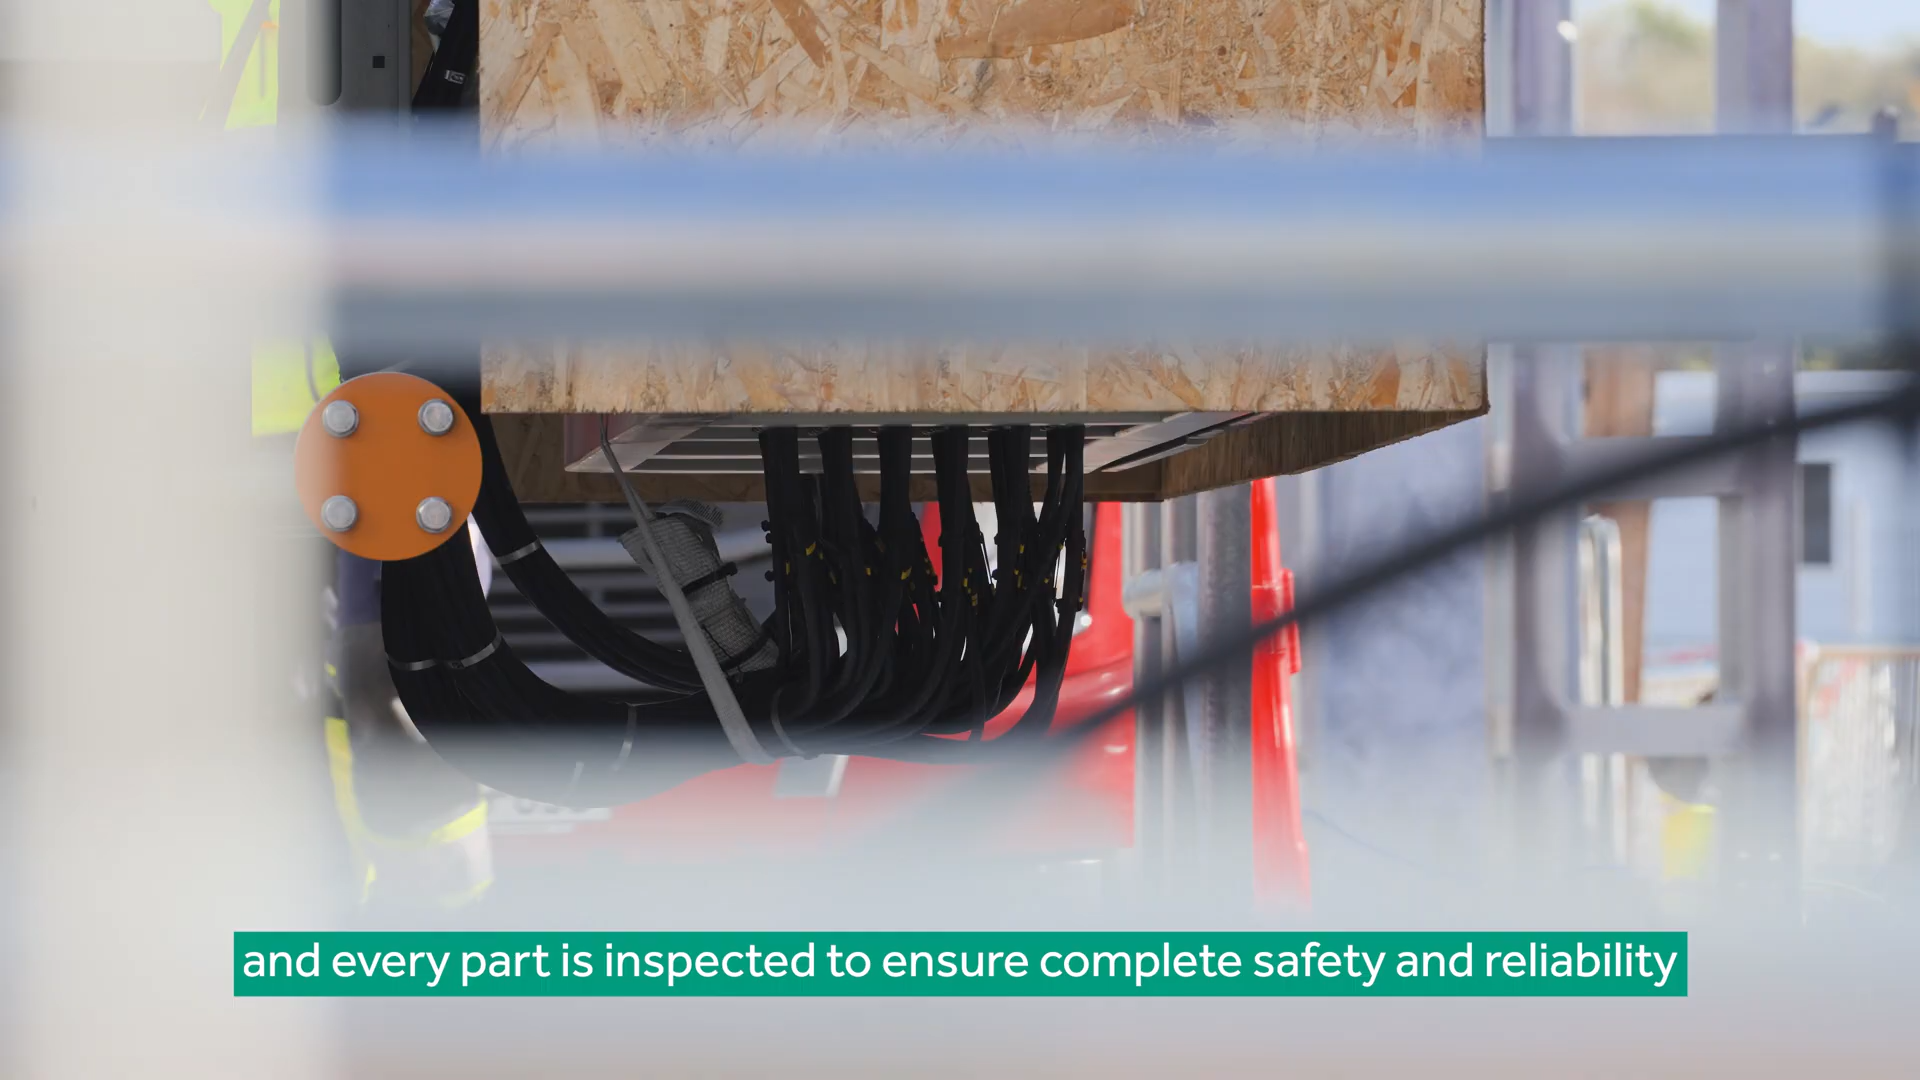 and every part is inspected to ensure complete safety and reliability